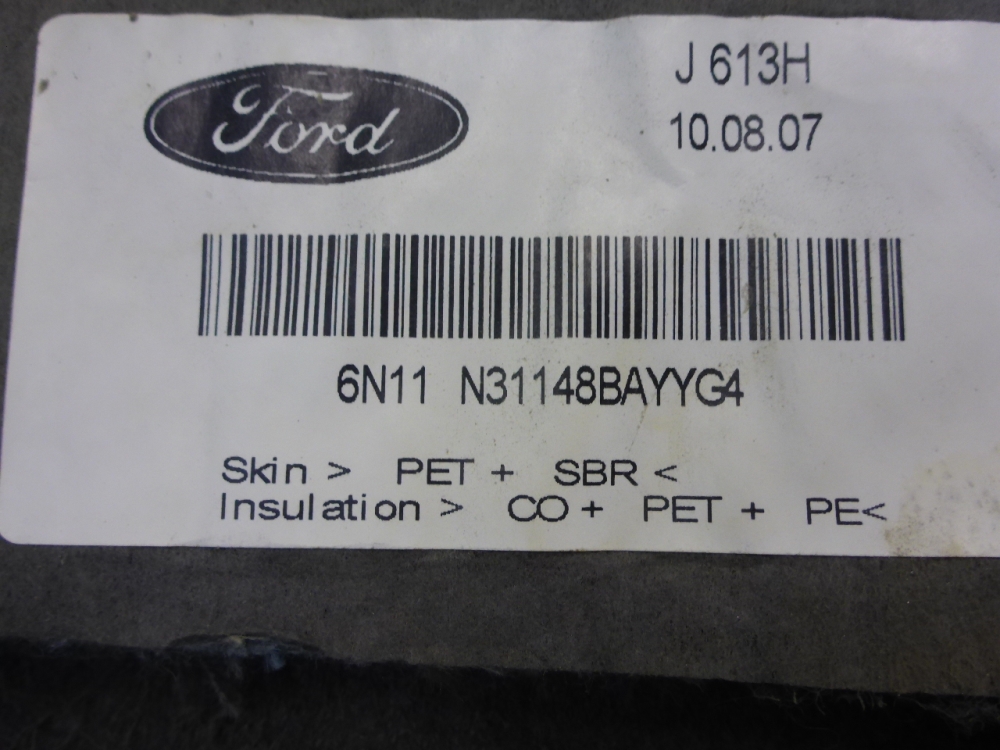 Ford
J 613H
10.08.07
6N11 N31148BAYYG4
Skin > PET + SBR <
Insulation > CO + PET + PE<